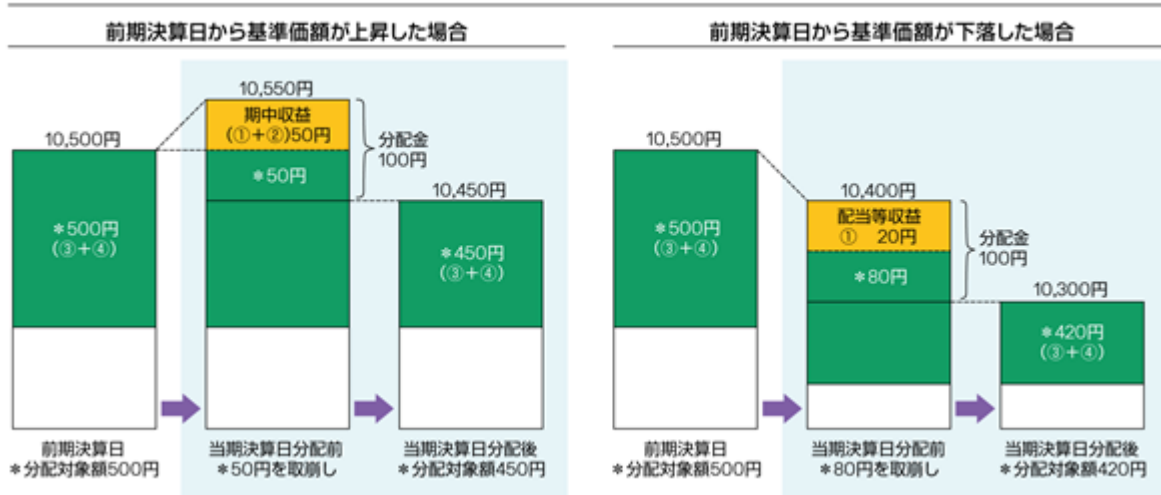 前期決算日から基準価額が上昇した場合
10,550円
期中収益
(①+②)50円
10,500円
分配金
100円
＊50円
10,450円
＊500円
(③+④)
＊450円
(③+④)
前期決算日
＊分配対象額500円
当期決算日分配前
＊50円を取崩し
当期決算日分配後
＊分配対象額450円
前期決算日から基準価額が下落した場合
10,500円
10,400円
配当等収益
① 20円
分配金
100円
＊500円
(③+④)
＊80円
10,300円
＊420円
(③+④)
前期決算日
＊分配対象額500円
当期決算日分配前
＊80円を取崩し
当期決算日分配後
＊分配対象額420円